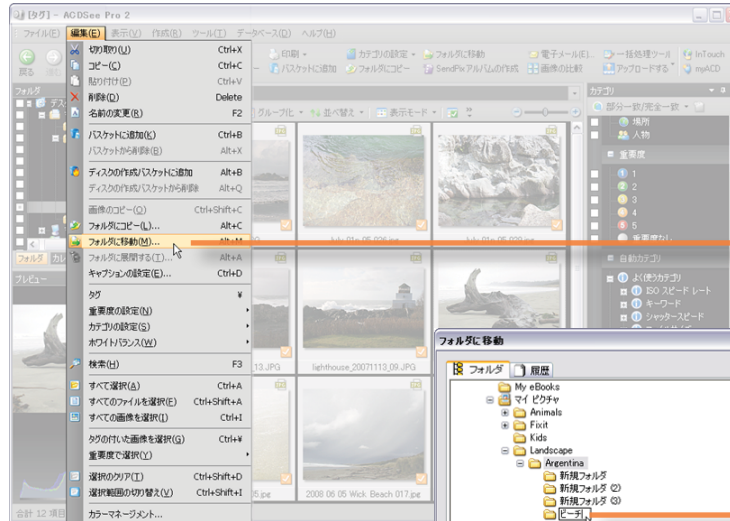 [タグ] - ACDSee Pro 2
ファイル(F) 編集(E) 表示(V) 作成(R) ツール(T) データベース(D) ヘルプ(H)
戻る
印刷 カテゴリの設定 フォルダに移動 電子メール(E)... 一括処理ツール InTouch
バスケットに追加 フォルダにコピー SendPix アルバムの作成 画像の比較 アップロードする myACD
切り取り(U) Ctrl+X
コピー(C) Ctrl+C
貼り付け(P) Ctrl+V
削除(D) Delete
名前の変更(R) F2
バスケットに追加(K) Ctrl+B
バスケットから削除(B) Alt+X
ディスクの作成バスケットに追加 Alt+B
ディスクの作成バスケットから削除 Alt+Q
画像のコピー(O) Ctrl+Shift+C
フォルダにコピー(L)... Alt+C
フォルダに移動(M)... Alt+M
フォルダに展開する(I)... Alt+A
キャプションの設定(E)... Ctrl+D
タグ ¥
重要度の設定(N)
カテゴリの設定(S)
ホワイトバランス(W)
検索(H) F3
すべて選択(A) Ctrl+A
すべてのファイルを選択(F) Ctrl+Shift+A
すべての画像を選択(I) Ctrl+I
タグの付いた画像を選択(G) Ctrl+¥
重要度で選択(Y)
選択のクリア(T) Ctrl+Shift+D
選択範囲の切り替え(V) Ctrl+Shift+I
カラーマネージメント...
フォルダ
フォルダ
プレビュー
合計 12 項目
グループ化 並べ替え 表示モード
13.JPG
lighthouse_20071113_09.JPG
05.jpg
2008 06 05 Wick Beach 017.jpg
カテゴリ
部分一致/完全一致
場所
人物
重要度
1
2
3
4
5
重要度なし
自動カテゴリ
よく使うカテゴリ
ISO スピード レート
キーワード
シャッタースピード
フォルダに移動
フォルダ 履歴
My eBooks
マイ ピクチャ
Animals
Fixit
Kids
Landscape
Argentina
新規フォルダ
新規フォルダ (2)
新規フォルダ (3)
ビーチ